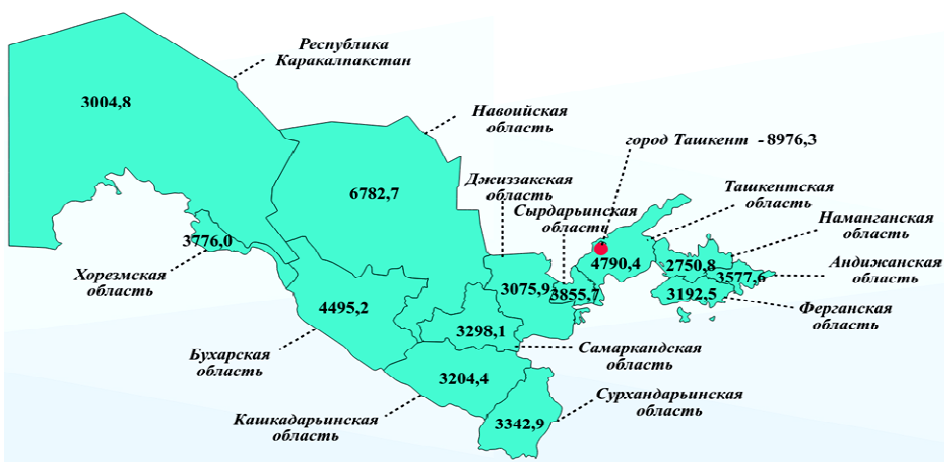 Республика
Каракалпакстан
3004,8
Навоийская
область
город Ташкент -8976,3
6782,7
Джиззакская
область
Ташкентская
область
Сырдарьинская
область
Наманганская
область
3776,0
Хорезмская
область
4790,4
2750,8
Андижанская
область
3577,6
3075,9
3855,7
3192,5
Ферганская
область
4495,2
3298,1
Бухарская
область
Самаркандская
область
3204,4
Кашкадарьинская
область
Сурхандарьинская
область
3342,9